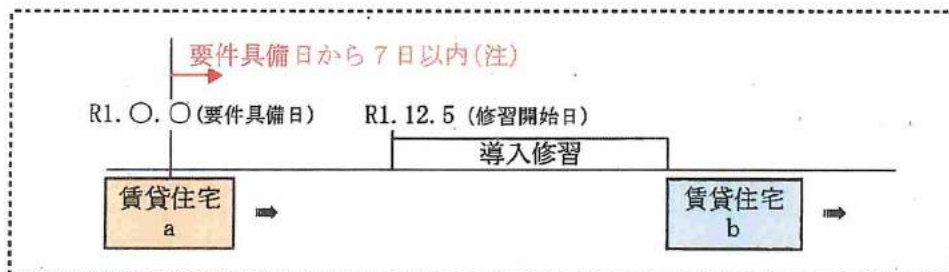 要件具備日から7日以内(注)
R1.〇.〇(要件具備日) R1.12.5(修習開始日)
導入修習
賃貸住宅
a
賃貸住宅
b